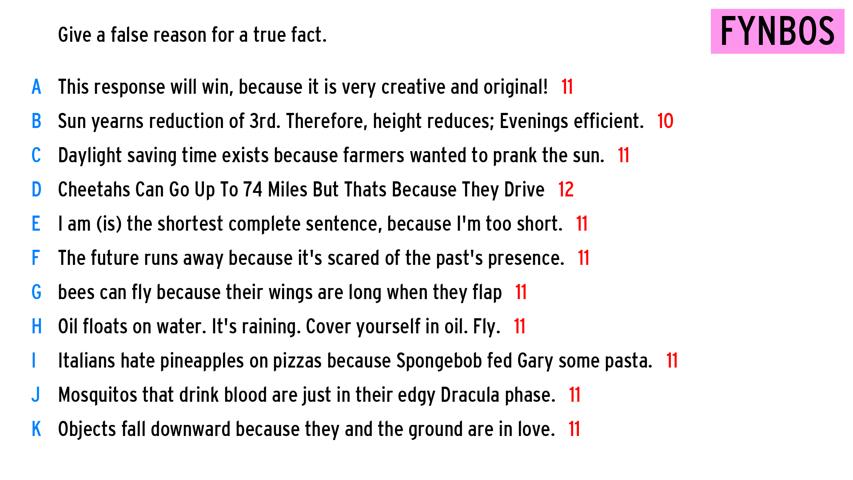 Give a false reason for a true fact.
FYNBOS
A This response will win, because it is very creative and original! 11
B Sun yearns reduction of 3rd. Therefore, height reduces; Evenings efficient. 10
C Daylight saving time exists because farmers wanted to prank the sun. 11
D Cheetahs Can Go Up To 74 Miles But Thats Because They Drive 12
E I am (is) the shortest complete sentence, because I'm too short. 11
F The future runs away because it's scared of the past's presence. 11
G bees can fly because their wings are long when they flap 11
H Oil floats on water. It's raining. Cover yourself in oil. Fly. 11
I Italians hate pineapples on pizzas because Spongebob fed Gary some pasta. 11
J Mosquitos that drink blood are just in their edgy Dracula phase. 11
K Objects fall downward because they and the ground are in love. 11